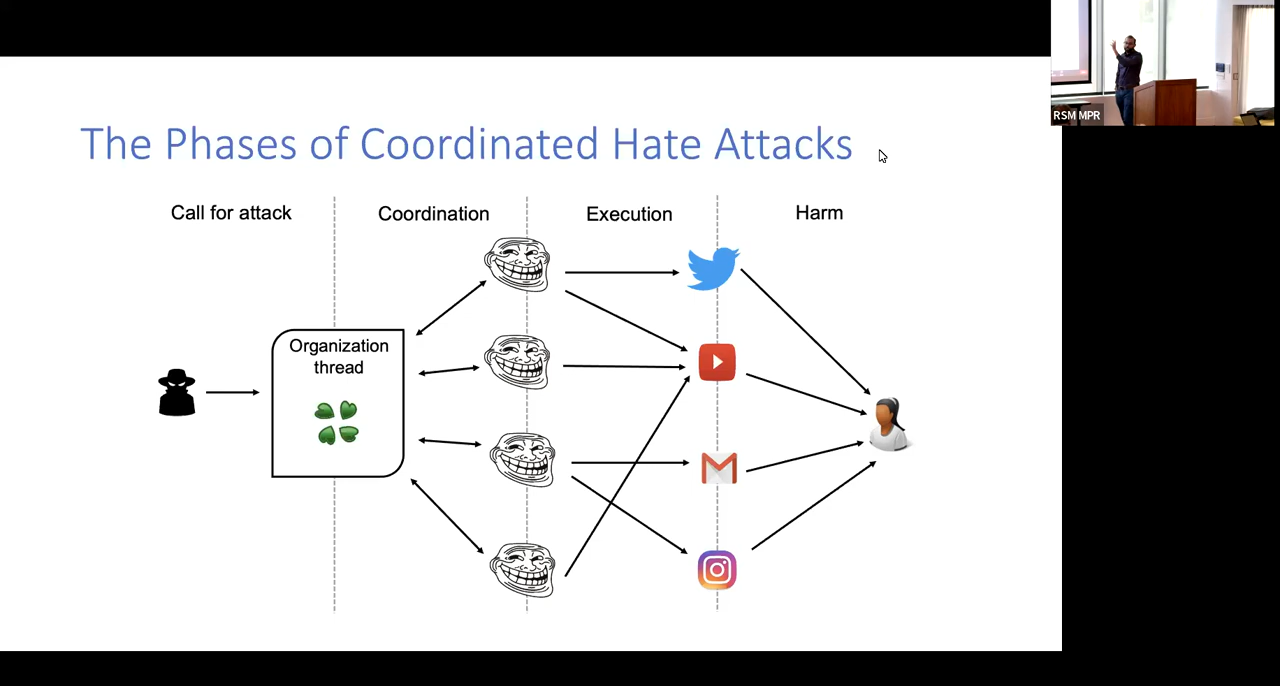 RSM MPR
The Phases of Coordinated Hate Attacks
Call for attack
Coordination
Execution
Harm
Organization
thread